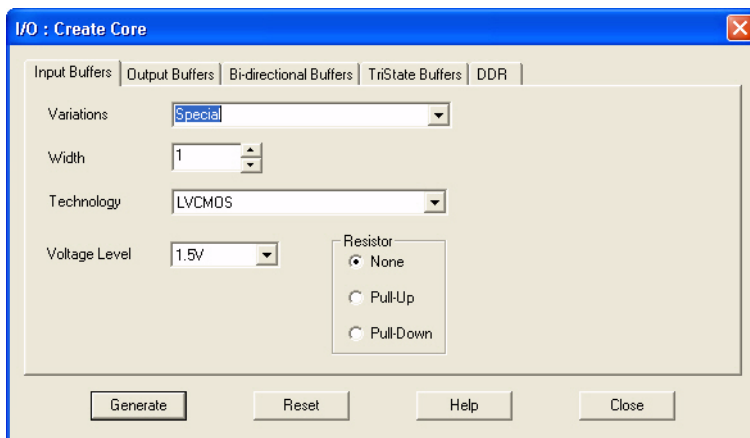 I/O : Create Core
Input Buffers Output Buffers Bi-directional Buffers TriState Buffers DDR
Variations Special
Width 1
Technology LVCMOS
Voltage Level 1.5V
Resistor
None
Pull-Up
Pull-Down
Generate Reset Help Close